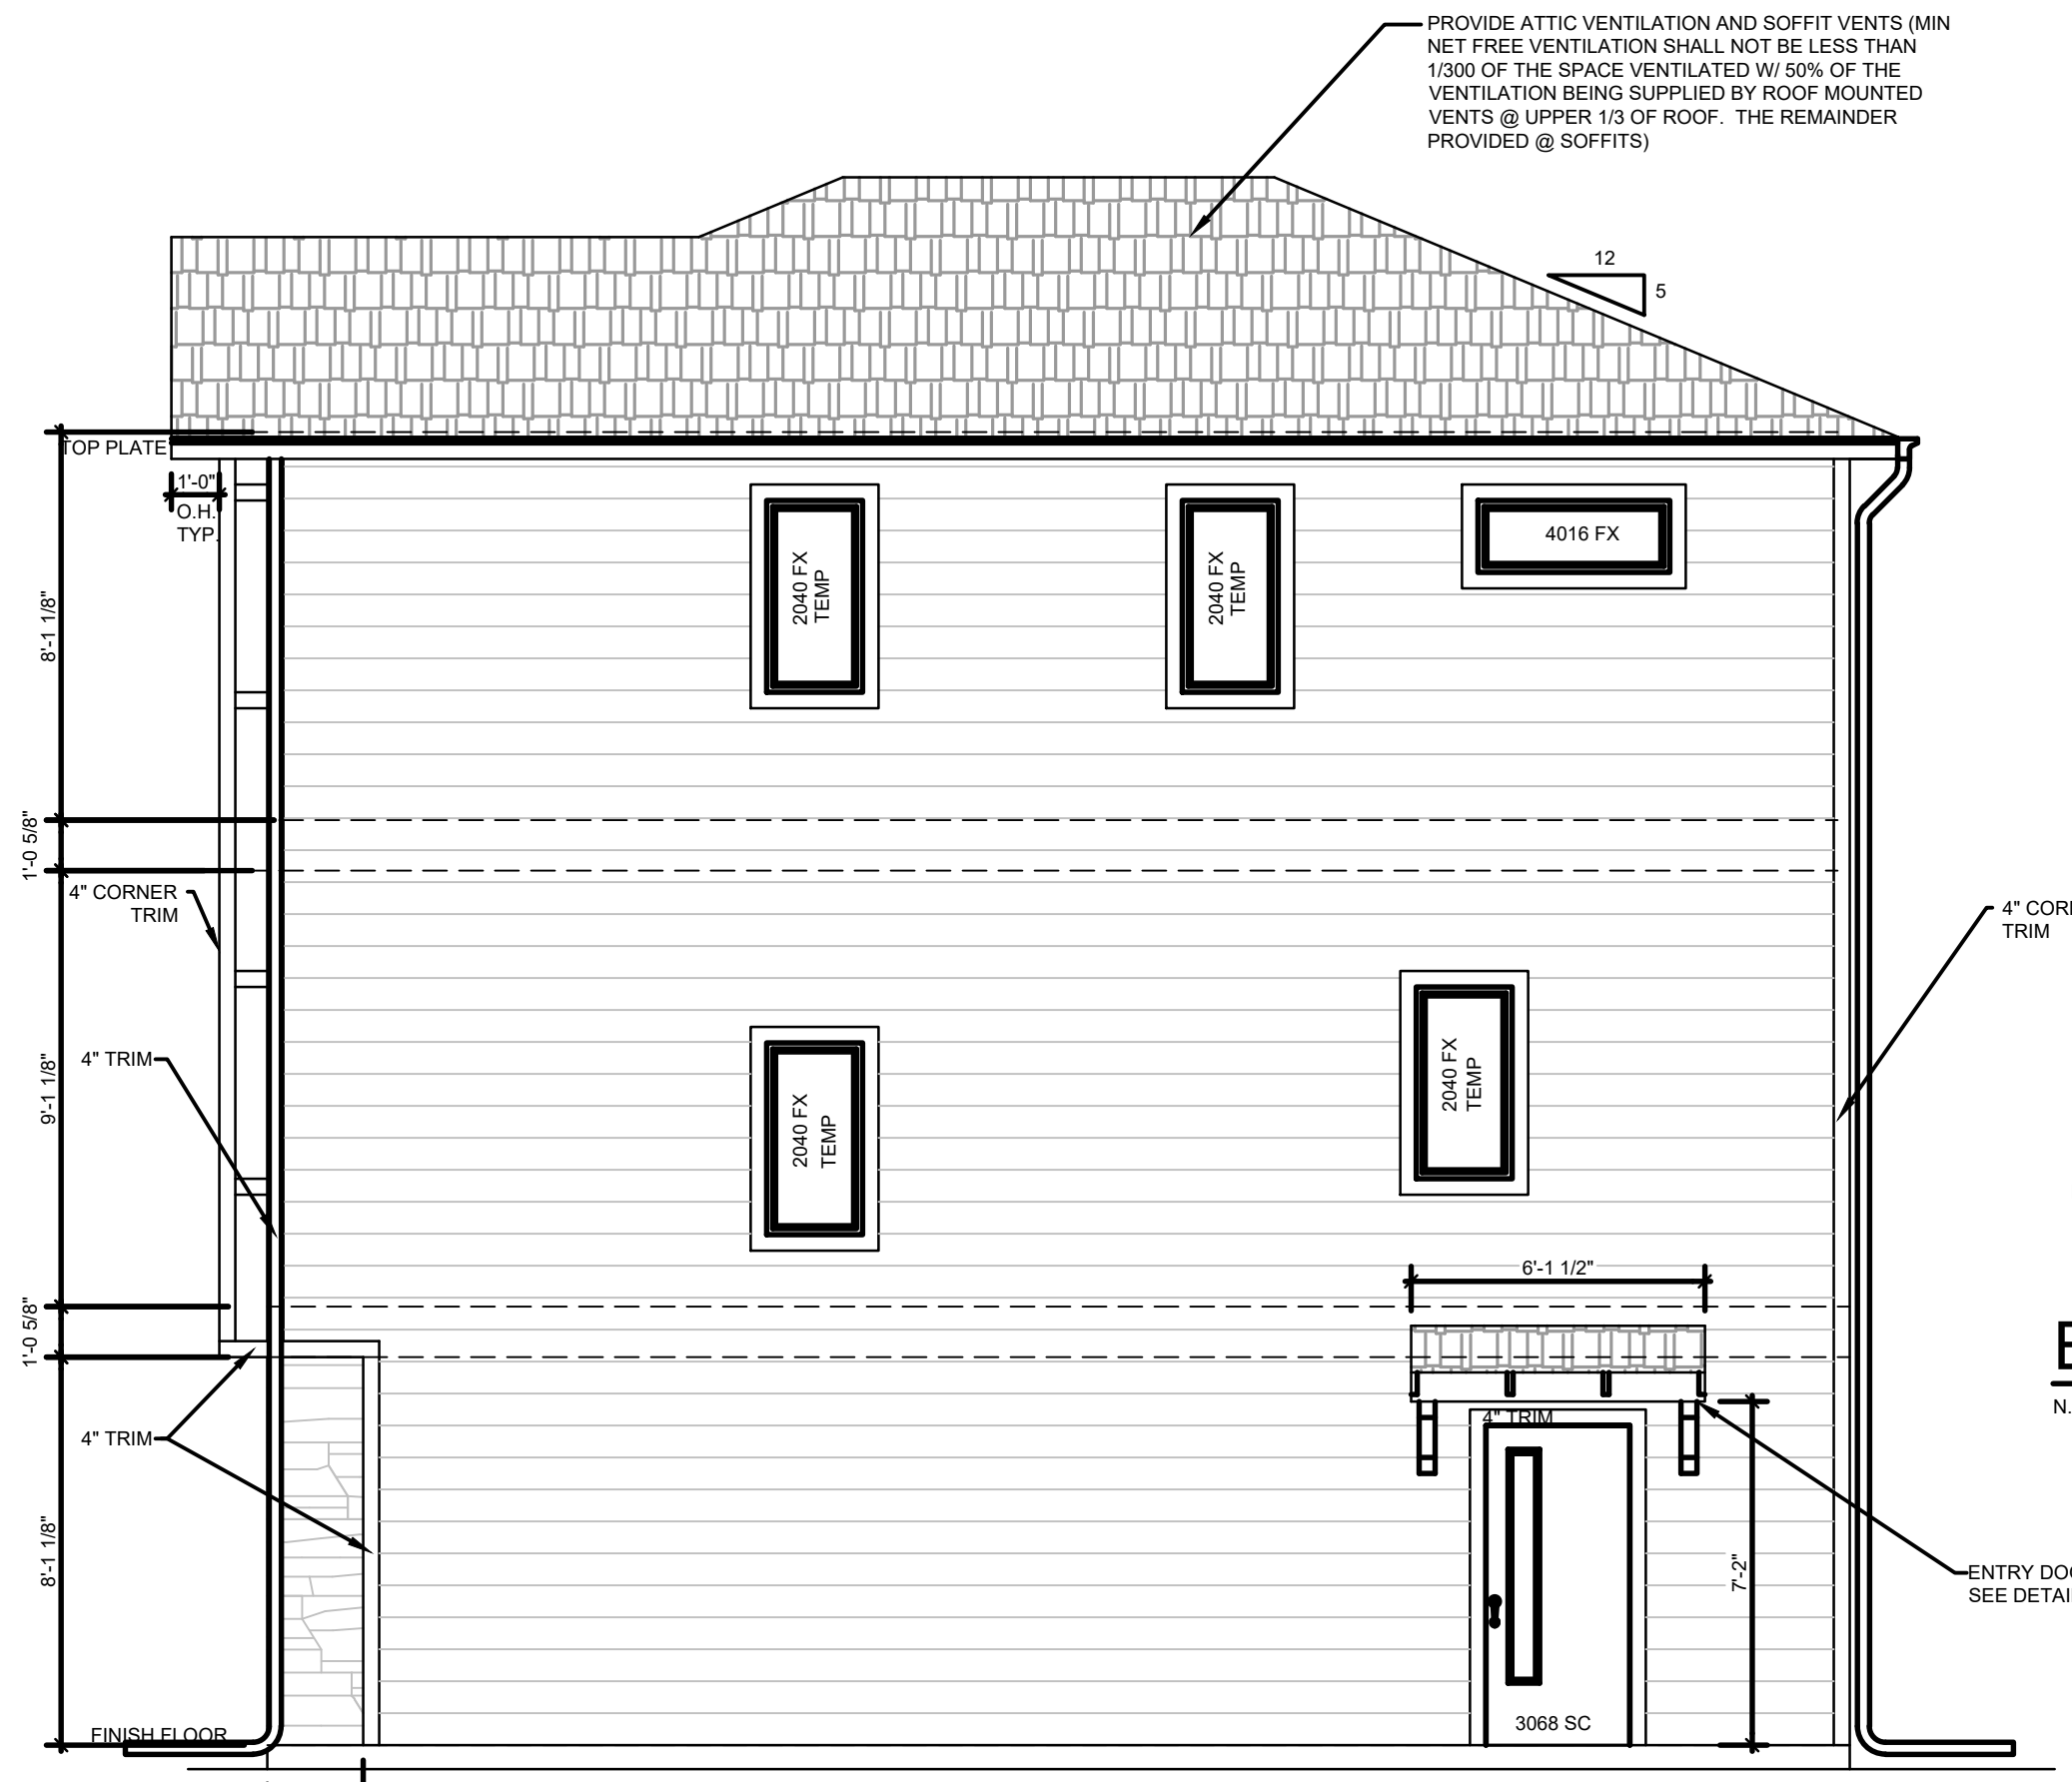 PROVIDE ATTIC VENTILATION AND SOFFIT VENTS (MIN
NET FREE VENTILATION SHALL NOT BE LESS THAN
1/300 OF THE SPACE VENTILATED W/ 50% OF THE
VENTILATION BEING SUPPLIED BY ROOF MOUNTED
VENTS @ UPPER 1/3 OF ROOF. THE REMAINDER
PROVIDED @ SOFFITS)
12
5
TOP PLATE
1'-0"
O.H.
TYP.
2040 FX
TEMP
2040 FX
TEMP
4016 FX
8'-1 1/8"
1'-0 5/8"
4" CORNER
TRIM
4" COR
TRIM
4" TRIM
9'-1 1/8"
2040 FX
TEMP
2040 FX
TEMP
6'-1 1/2"
1'-0 5/8"
N.
4" TRIM
4" TRIM
8'-1 1/8"
7'-2"
ENTRY DO
SEE DETAI
3068 SC
FINISH FLOOR